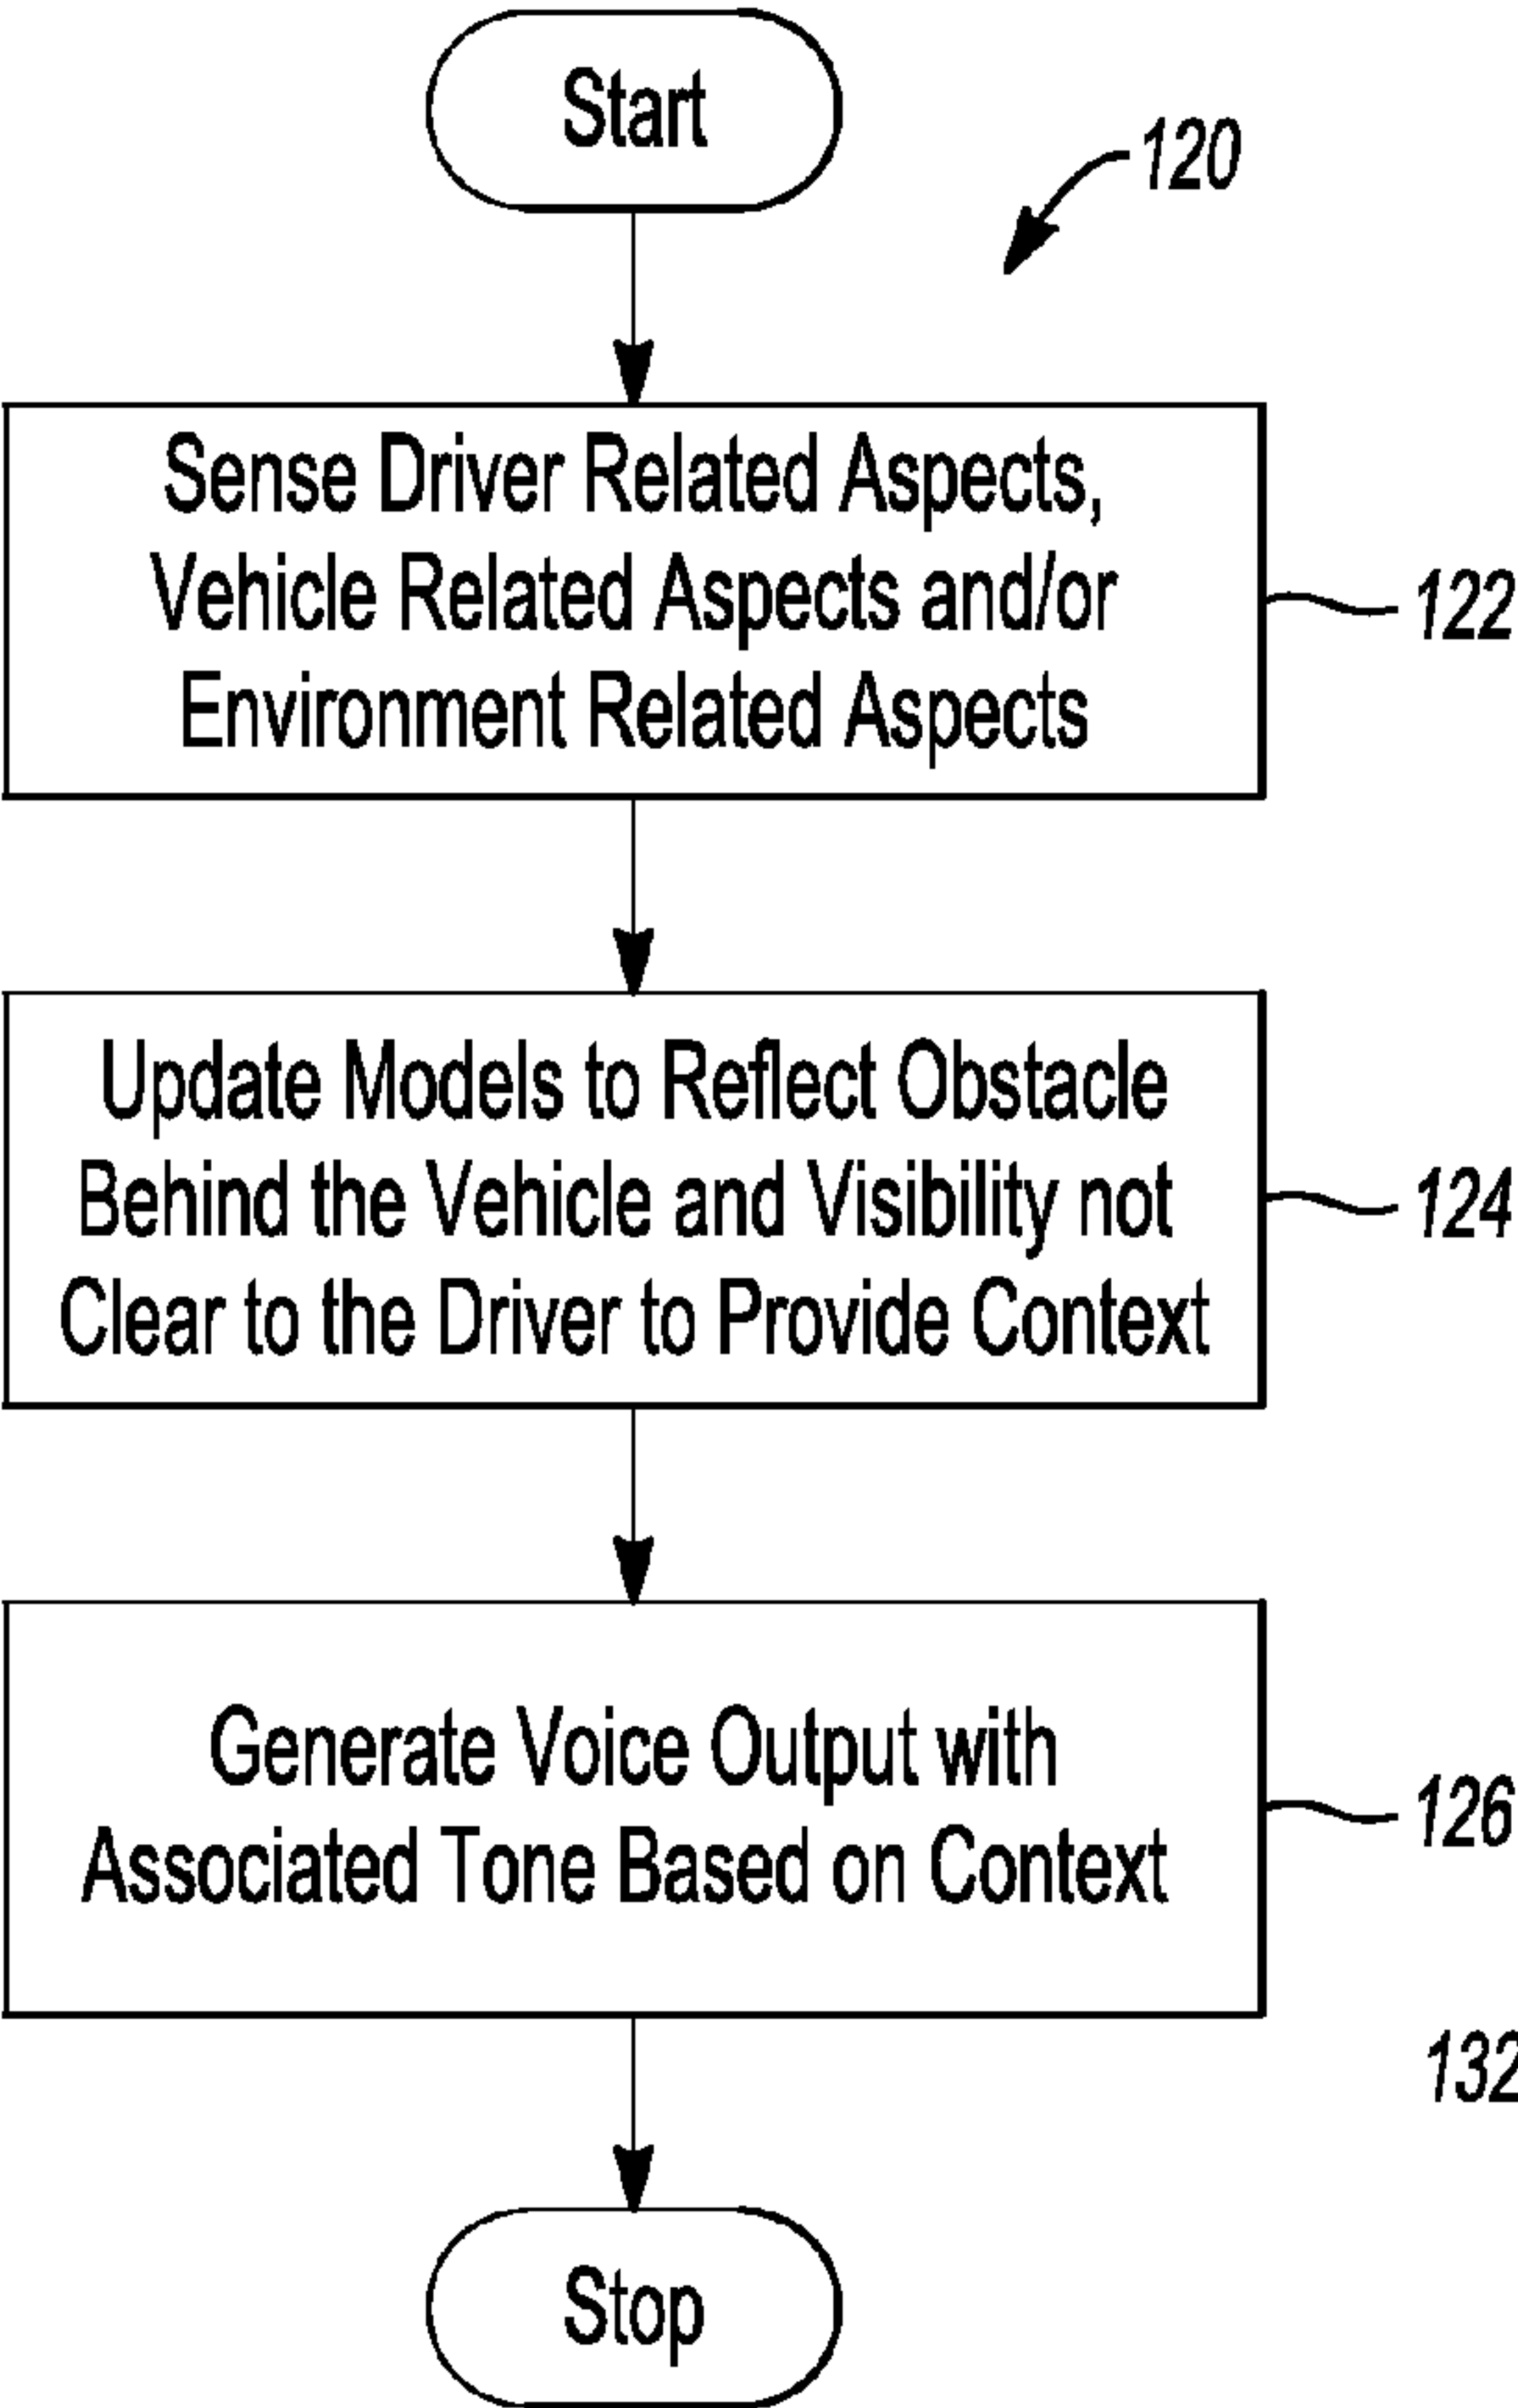 Start
120
Sense Driver Related Aspects,
Vehicle Related Aspects and/or
Environment Related Aspects
122
Update Models to Reflect Obstacle
Behind the Vehicle and Visibility not
Clear to the Driver to Provide Context
124
Generate Voice Output with
Associated Tone Based on Context
126
132
Stop